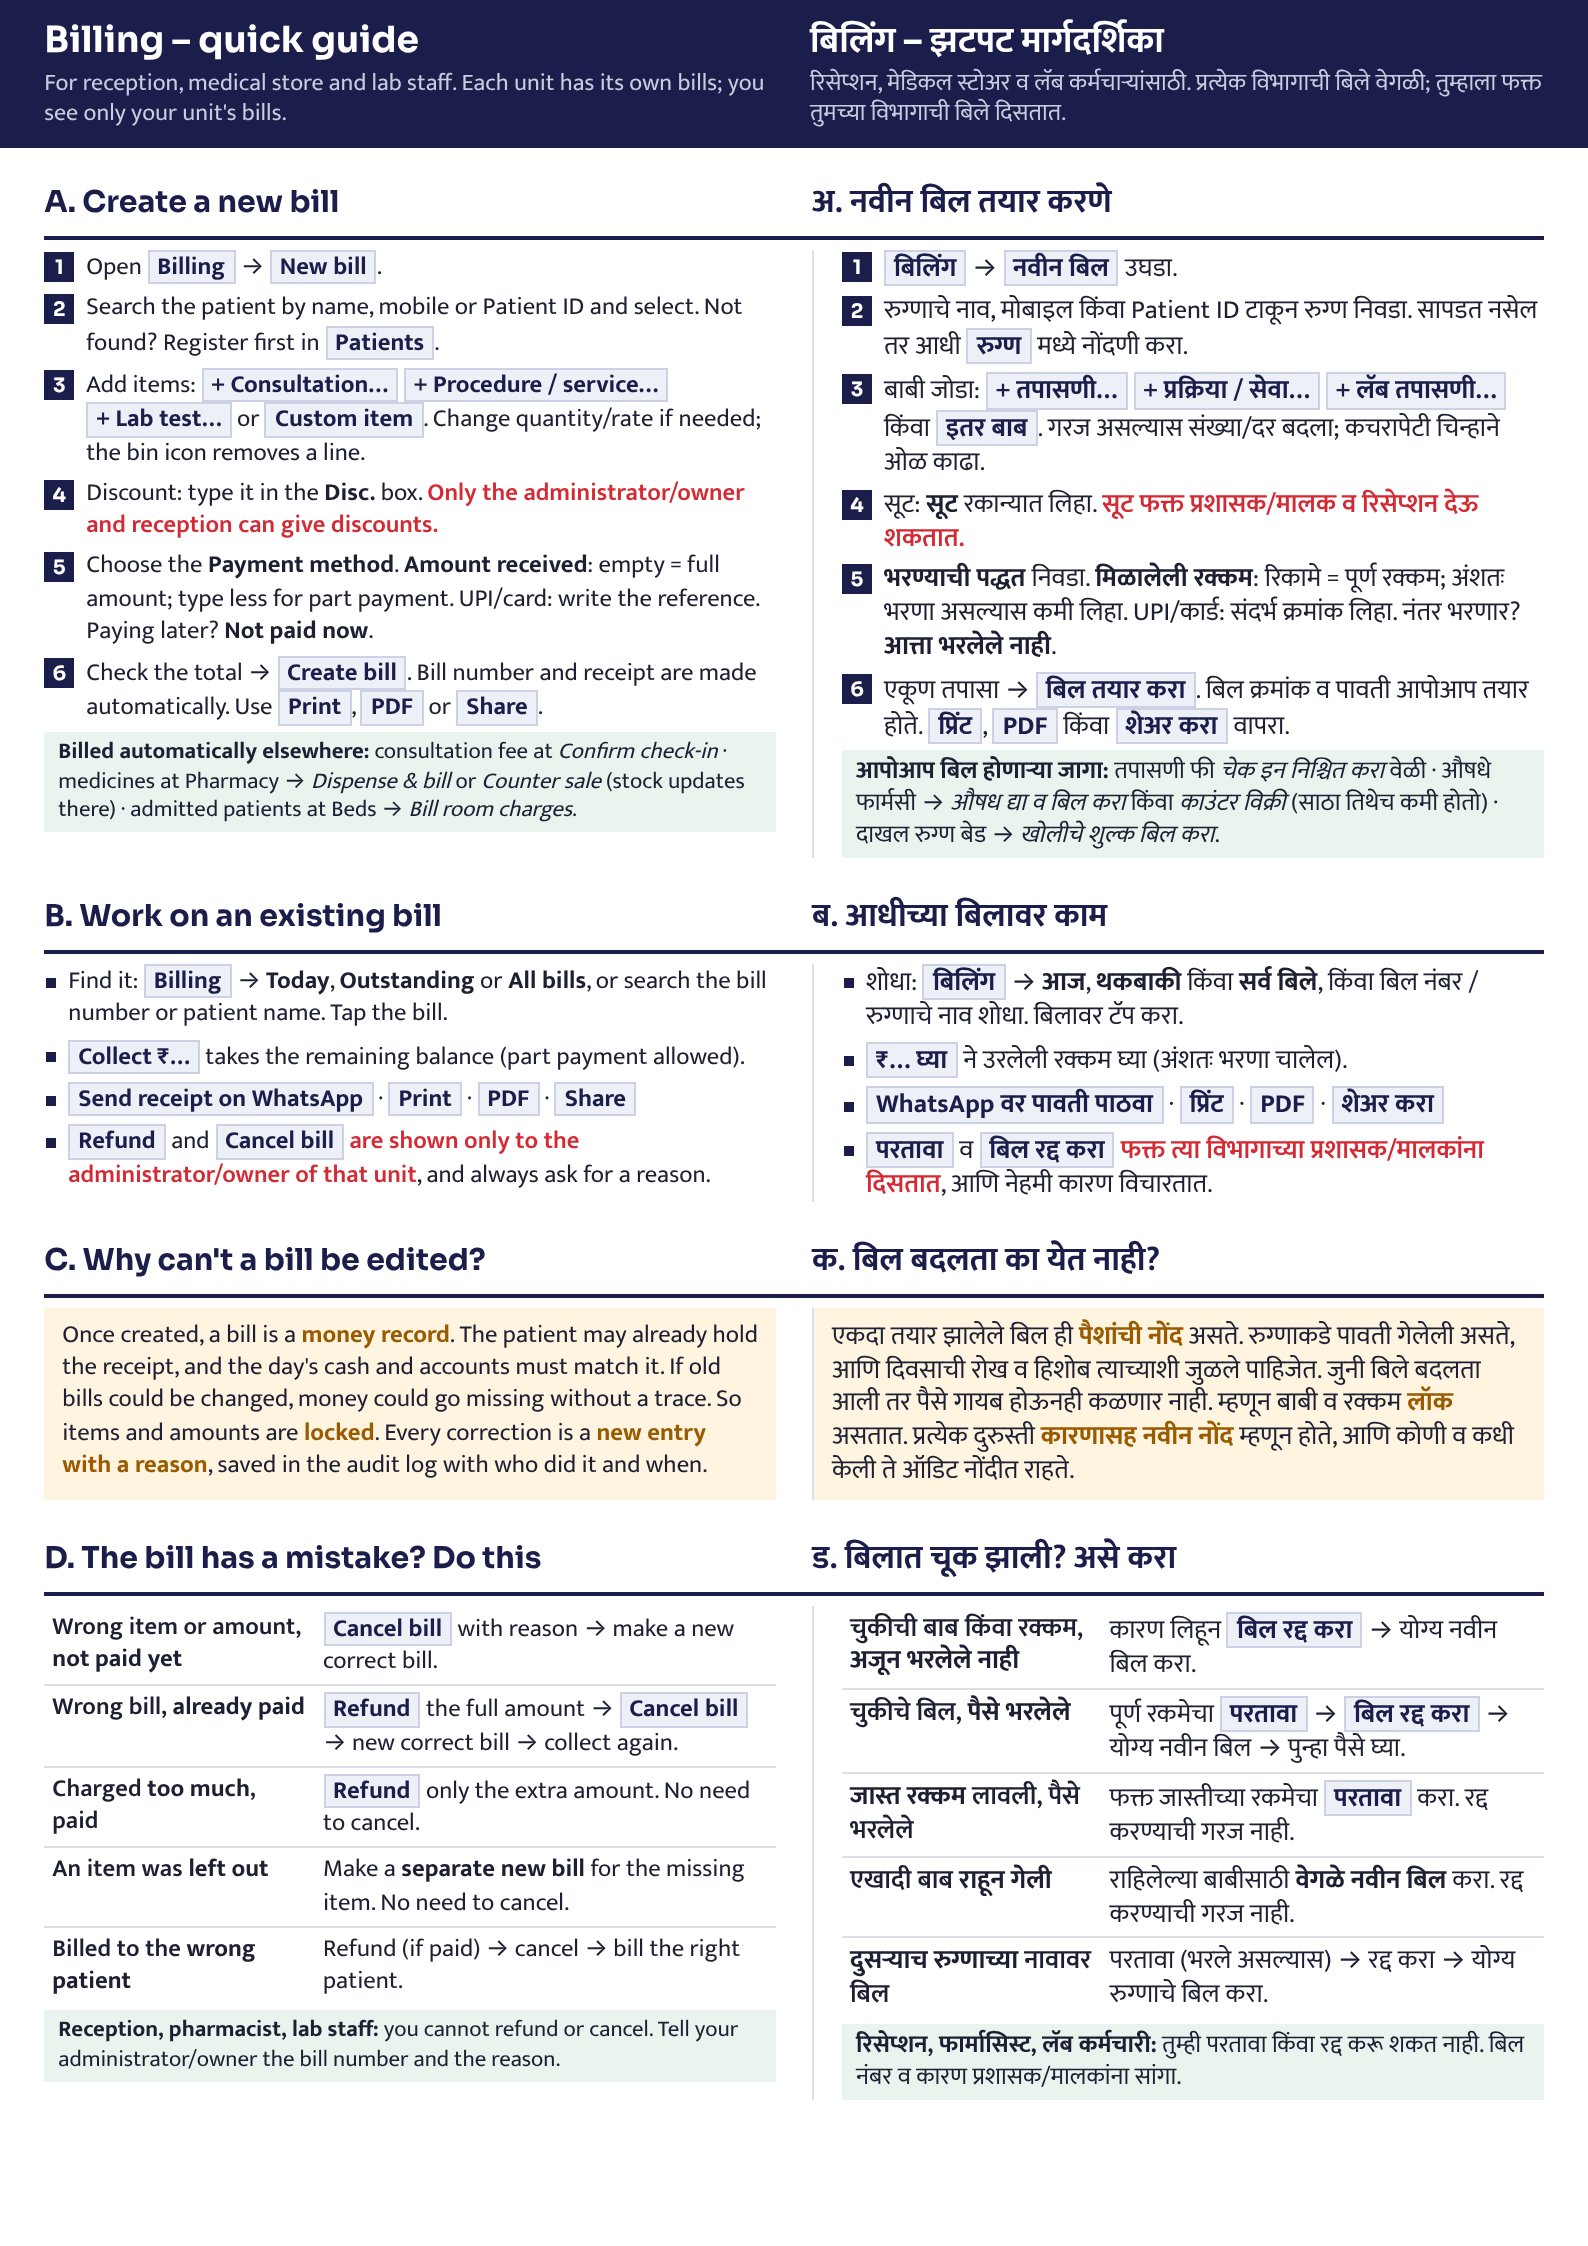 Billing – quick guide
For reception, medical store and lab staff. Each unit has its own bills; you
see only your unit's bills.
बिलिंग – झटपट मार्गदर्शिका
रिसेप्शन, मेडिकल स्टोअर व लॅब कर्मचाऱ्यांसाठी. प्रत्येक विभागाची बिले वेगळी; तुम्हाला फक्त
तुमच्या विभागाची बिले दिसतात.
A. Create a new bill
1 Open Billing → New bill.
2 Search the patient by name, mobile or Patient ID and select. Not
found? Register first in Patients.
3 Add items: + Consultation… + Procedure / service…
+ Lab test… or Custom item. Change quantity/rate if needed;
the bin icon removes a line.
4 Discount: type it in the Disc. box. Only the administrator/owner
and reception can give discounts.
5 Choose the Payment method. Amount received: empty = full
amount; type less for part payment. UPI/card: write the reference.
Paying later? Not paid now.
6 Check the total → Create bill. Bill number and receipt are made
automatically. Use Print, PDF or Share.
Billed automatically elsewhere: consultation fee at Confirm check-in ·
medicines at Pharmacy → Dispense & bill or Counter sale (stock updates
there) · admitted patients at Beds → Bill room charges.
अ. नवीन बिल तयार करणे
1 बिलिंग → नवीन बिल उघडा.
2 रुग्णाचे नाव, मोबाइल किंवा Patient ID टाकून रुग्ण निवडा. सापडत नसेल
तर आधी रुग्ण मध्ये नोंदणी करा.
3 बाबी जोडा: + तपासणी… + प्रक्रिया / सेवा… + लॅब तपासणी…
किंवा इतर बाब. गरज असल्यास संख्या/दर बदला; कचरापेटी चिन्हाने
ओळ काढा.
4 सूट: सूट रकान्यात लिहा. सूट फक्त प्रशासक/मालक व रिसेप्शन देऊ
शकतात.
5 भरण्याची पद्धत निवडा. मिळालेली रक्कम: रिकामे = पूर्ण रक्कम; अंशतः
भरणा असल्यास कमी लिहा. UPI/कार्ड: संदर्भ क्रमांक लिहा. नंतर भरणार?
आत्ता भरलेले नाही.
6 एकूण तपासा → बिल तयार करा. बिल क्रमांक व पावती आपोआप तयार
होते. प्रिंट, PDF किंवा शेअर करा वापरा.
आपोआप बिल होणाऱ्या जागा: तपासणी फी चेक इन निश्चित करा वेळी · औषधे
फार्मसी → औषध द्या व बिल करा किंवा काउंटर विक्री (साठा तिथेच कमी होतो) ·
दाखल रुग्ण बेड → खोलीचे शुल्क बिल करा.
B. Work on an existing bill
▪ Find it: Billing → Today, Outstanding or All bills, or search the bill
number or patient name. Tap the bill.
▪ Collect ₹… takes the remaining balance (part payment allowed).
▪ Send receipt on WhatsApp · Print · PDF · Share
▪ Refund and Cancel bill are shown only to the
administrator/owner of that unit, and always ask for a reason.
ब. आधीच्या बिलावर काम
▪ शोधा: बिलिंग → आज, थकबाकी किंवा सर्व बिले, किंवा बिल नंबर /
रुग्णाचे नाव शोधा. बिलावर टॅप करा.
▪ ₹… घ्या ने उरलेली रक्कम घ्या (अंशतः भरणा चालेल).
▪ WhatsApp वर पावती पाठवा · प्रिंट · PDF · शेअर करा
▪ परतावा व बिल रद्द करा फक्त त्या विभागाच्या प्रशासक/मालकांना
दिसतात, आणि नेहमी कारण विचारतात.
C. Why can't a bill be edited?
Once created, a bill is a money record. The patient may already hold
the receipt, and the day's cash and accounts must match it. If old
bills could be changed, money could go missing without a trace. So
items and amounts are locked. Every correction is a new entry
with a reason, saved in the audit log with who did it and when.
क. बिल बदलता का येत नाही?
एकदा तयार झालेले बिल ही पैशांची नोंद असते. रुग्णाकडे पावती गेलेली असते,
आणि दिवसाची रोख व हिशोब त्याच्याशी जुळले पाहिजेत. जुनी बिले बदलता
आली तर पैसे गायब होऊनही कळणार नाही. म्हणून बाबी व रक्कम लॉक
असतात. प्रत्येक दुरुस्ती कारणासह नवीन नोंद म्हणून होते, आणि कोणी व कधी
केली ते ऑडिट नोंदीत राहते.
D. The bill has a mistake? Do this
Wrong item or amount,
not paid yet
Cancel bill with reason → make a new
correct bill.
Wrong bill, already paid
Refund the full amount → Cancel bill
→ new correct bill → collect again.
Charged too much,
paid
Refund only the extra amount. No need
to cancel.
An item was left out
Make a separate new bill for the missing
item. No need to cancel.
Billed to the wrong
patient
Refund (if paid) → cancel → bill the right
patient.
Reception, pharmacist, lab staff: you cannot refund or cancel. Tell your
administrator/owner the bill number and the reason.
ड. बिलात चूक झाली? असे करा
चुकीची बाब किंवा रक्कम,
अजून भरलेले नाही
कारण लिहून बिल रद्द करा → योग्य नवीन
बिल करा.
चुकीचे बिल, पैसे भरलेले
पूर्ण रकमेचा परतावा → बिल रद्द करा →
योग्य नवीन बिल → पुन्हा पैसे घ्या.
जास्त रक्कम लावली, पैसे
भरलेले
फक्त जास्तीच्या रकमेचा परतावा करा. रद्द
करण्याची गरज नाही.
एखादी बाब राहून गेली
राहिलेल्या बाबीसाठी वेगळे नवीन बिल करा. रद्द
करण्याची गरज नाही.
दुसऱ्याच रुग्णाच्या नावावर
बिल
परतावा (भरले असल्यास) → रद्द करा → योग्य
रुग्णाचे बिल करा.
रिसेप्शन, फार्मासिस्ट, लॅब कर्मचारी: तुम्ही परतावा किंवा रद्द करू शकत नाही. बिल
नंबर व कारण प्रशासक/मालकांना सांगा.